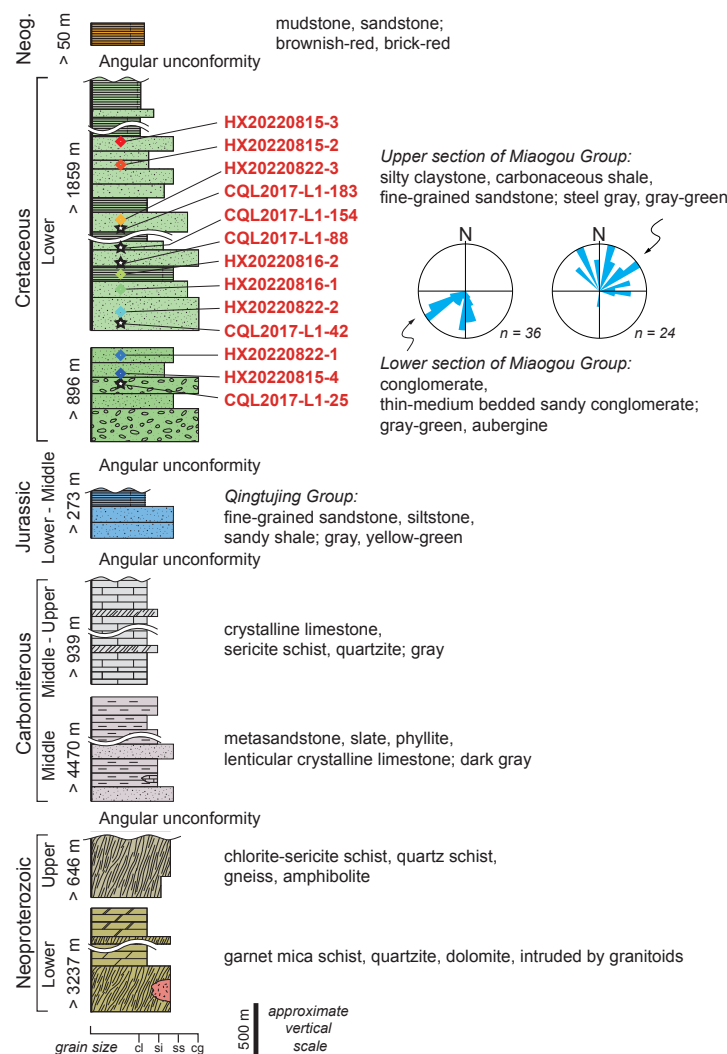 Neog.
> 50 m
mudstone, sandstone;
brownish-red, brick-red
Angular unconformity
Cretaceous
Lower
> 1859 m
HX20220815-3
HX20220815-2
HX20220822-3
CQL2017-L1-183
CQL2017-L1-154
CQL2017-L1-88
HX20220816-2
HX20220816-1
HX20220822-2
CQL2017-L1-42
Upper section of Miaogou Group:
silty claystone, carbonaceous shale,
fine-grained sandstone; steel gray, gray-green
N
n = 36
N
n = 24
> 896 m
HX20220822-1
HX20220815-4
CQL2017-L1-25
Lower section of Miaogou Group:
conglomerate,
thin-medium bedded sandy conglomerate;
gray-green, aubergine
Angular unconformity
Jurassic
Lower - Middle
> 273 m
Qingtujing Group:
fine-grained sandstone, siltstone,
sandy shale; gray, yellow-green
Angular unconformity
Carboniferous
Middle - Upper
> 939 m
crystalline limestone,
sericite schist, quartzite; gray
Middle
> 4470 m
metasandstone, slate, phyllite,
lenticular crystalline limestone; dark gray
Angular unconformity
Neoproterozoic
Upper
> 646 m
chlorite-sericite schist, quartz schist,
gneiss, amphibolite
Lower
> 3237 m
garnet mica schist, quartzite, dolomite, intruded by granitoids
grain size
cl si ss cg
500 m
approximate
vertical
scale